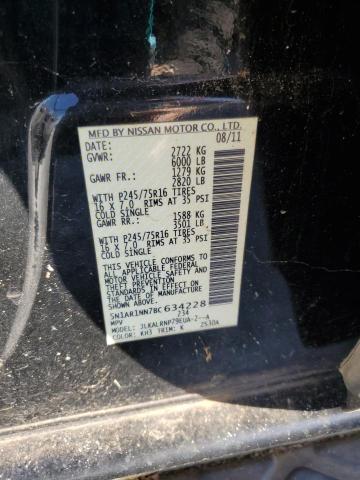 MFD BY NISSAN MOTOR CO., LTD.
DATE: 08/11
GVWR: 2722 KG
6000 LB
GAWR FR.: 1279 KG
2820 LB
WITH P245/75R16 TIRES
16 X 7.0 RIMS AT 35 PSI
COLD SINGLE
GAWR RR.: 1588 KG
3501 LB
WITH P245/75R16 TIRES
16 X 7.0 RIMS AT 35 PSI
COLD SINGLE
THIS VEHICLE CONFORMS TO
ALL APPLICABLE FEDERAL
MOTOR VEHICLE SAFETY AND
THEFT PREVENTION
STANDARDS IN EFFECT ON
THE DATE OF MANUFACTURE
SHOWN ABOVE.
5N1AR1NN7BC634228
MPV 234
MODEL: JLKALRNP79EUA-2--A
COLOR: KH3 TRIM: K 2530A